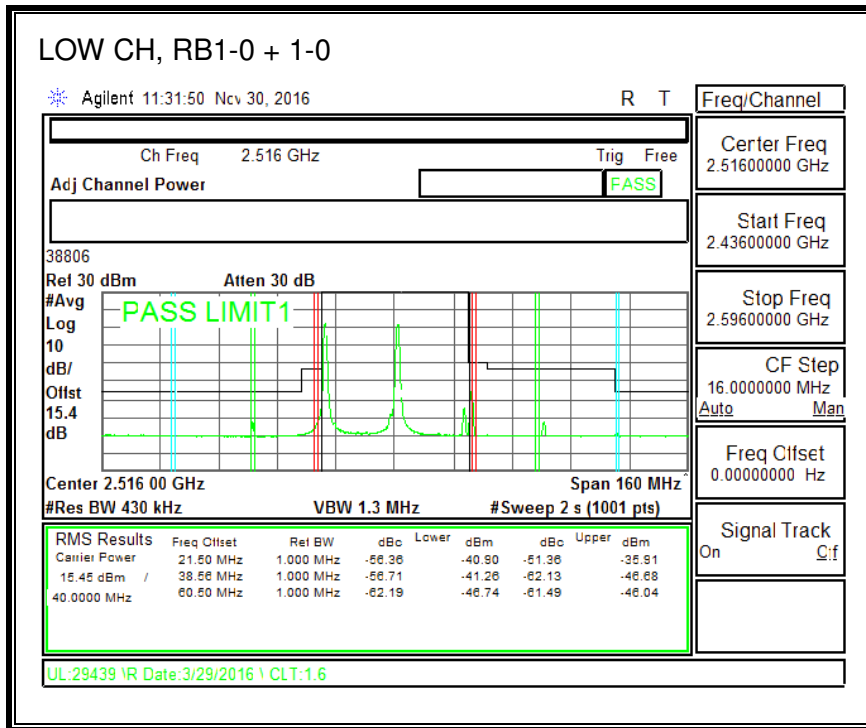 LOW CH, RB1-0 + 1-0
Agilent 11:31:50 Nov 30, 2016 R T
Freq/Channel
Ch Freq 2.516 GHz Trig Free
Adj Channel Power PASS
Center Freq
2.51600000 GHz
Start Freq
2.43600000 GHz
Stop Freq
2.59600000 GHz
CF Step
16.0000000 MHz
Auto Man
Freq Offset
0.00000000 Hz
Signal Track
On Off
38806
Ref 30 dBm Atten 30 dB
#Avg
Log
10
dB/
Offst
15.4
dB
PASS LIMIT1
Center 2.516 00 GHz Span 160 MHz^
#Res BW 430 kHz VBW 1.3 MHz #Sweep 2 s (1001 pts)
RMS Results Freq Offset Ref BW dBc Lower dBm dBc Upper dBm
Carrier Power 21.50 MHz 1.000 MHz -56.36 -40.90 -51.36 -35.91
15.45 dBm / 38.56 MHz 1.000 MHz -56.71 -41.26 -62.13 -46.68
40.0000 MHz 60.50 MHz 1.000 MHz -62.19 -46.74 -61.49 -46.04
UL:29439 \R Date:3/29/2016 \ CLT:1.6